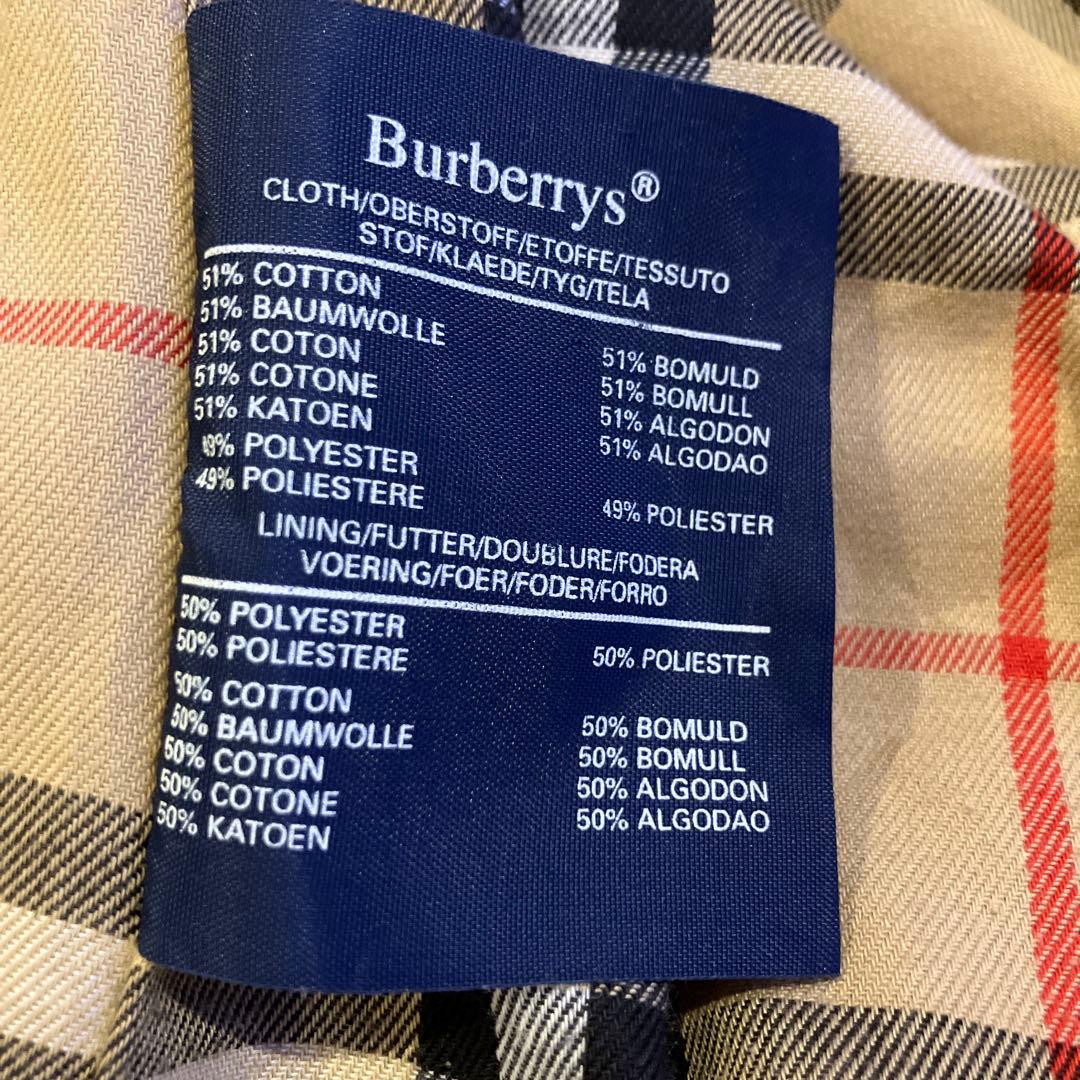 Burberrys®
CLOTH/OBERSTOFF/ETOFFE/TESSUTO
STOF/KLAEDE/TYG/TELA
51% COTTON
51% BAUMWOLLE
51% COTON
51% COTONE
51% KATOEN
51% BOMULD
51% BOMULL
51% ALGODON
51% ALGODAO
49% POLYESTER
49% POLIESTERE
49% POLIESTER
LINING/FUTTER/DOUBLURE/FODERA
VOERING/FOER/FODER/FORRO
50% POLYESTER
50% POLIESTERE
50% POLIESTER
50% COTTON
50% BAUMWOLLE
50% COTON
50% COTONE
50% KATOEN
50% BOMULD
50% BOMULL
50% ALGODON
50% ALGODAO